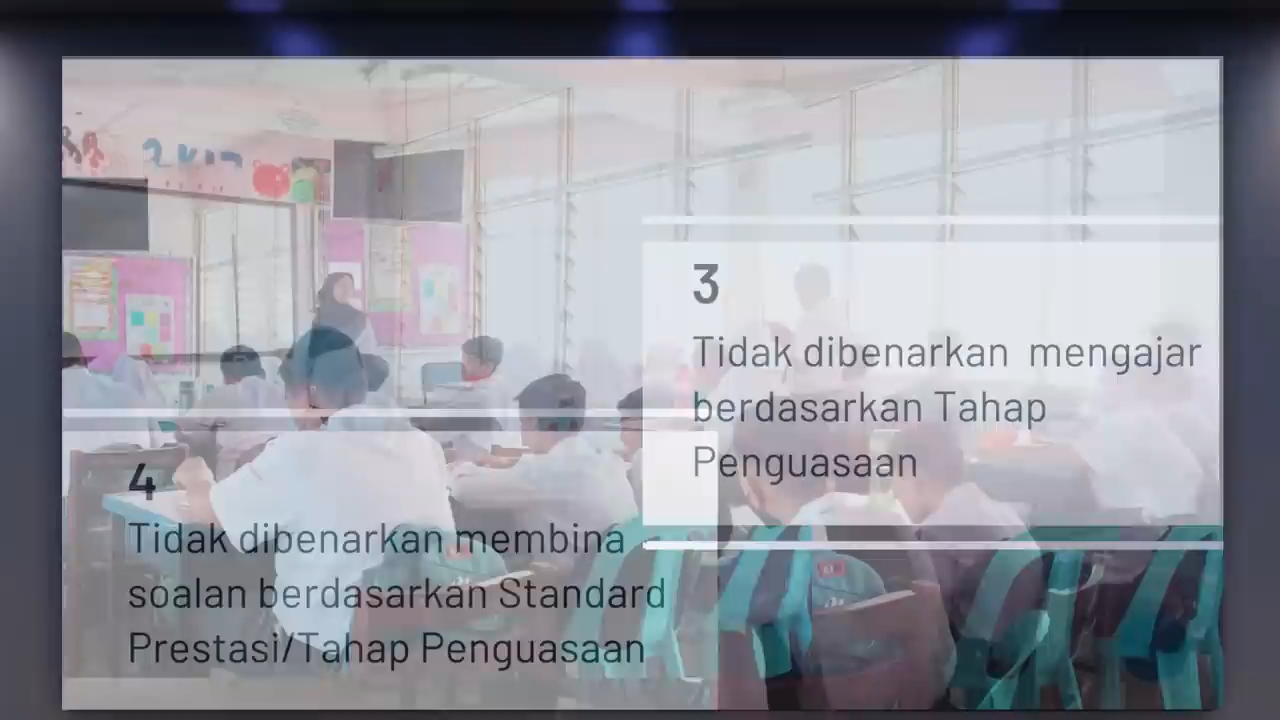 3
Tidak dibenarkan mengajar
berdasarkan Tahap
Penguasaan
4
Tidak dibenarkan membina
soalan berdasarkan Standard
Prestasi/Tahap Penguasaan